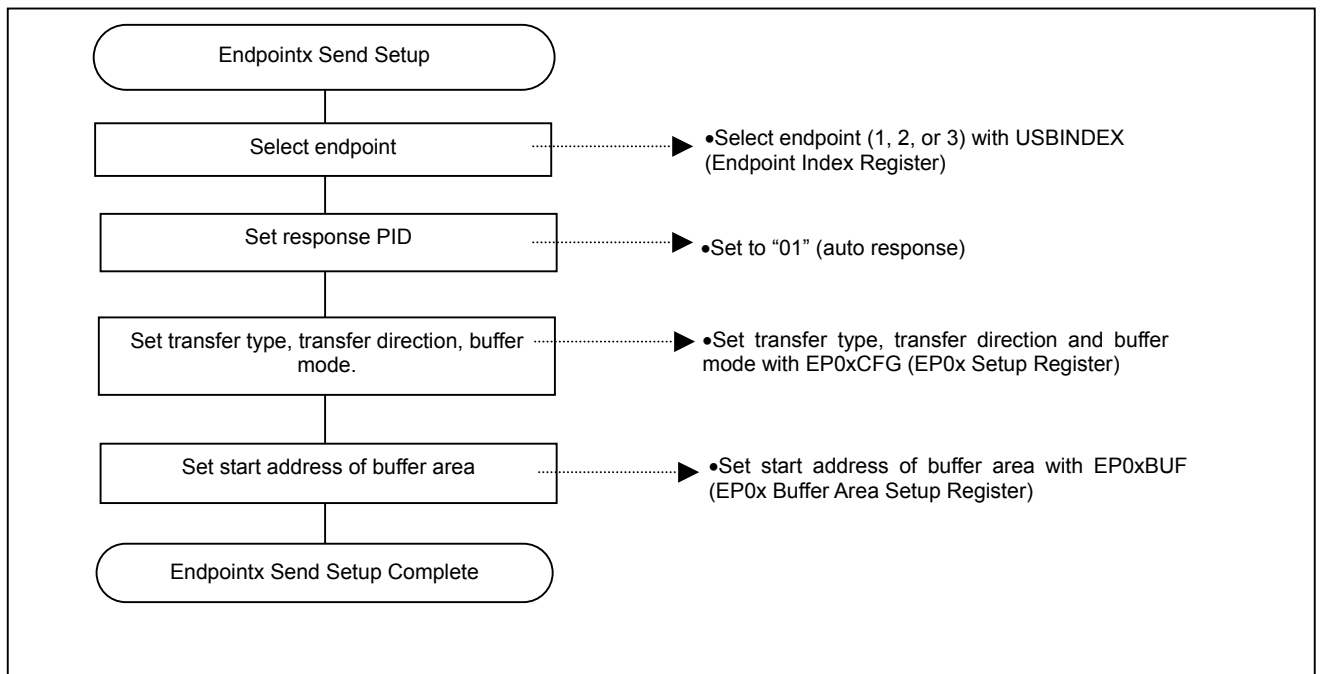 Endpointx Send Setup
Select endpoint
•Select endpoint (1, 2, or 3) with USBINDEX
(Endpoint Index Register)
Set response PID
•Set to “01” (auto response)
Set transfer type, transfer direction, buffer
mode.
•Set transfer type, transfer direction and buffer
mode with EP0xCFG (EP0x Setup Register)
Set start address of buffer area
•Set start address of buffer area with EP0xBUF
(EP0x Buffer Area Setup Register)
Endpointx Send Setup Complete